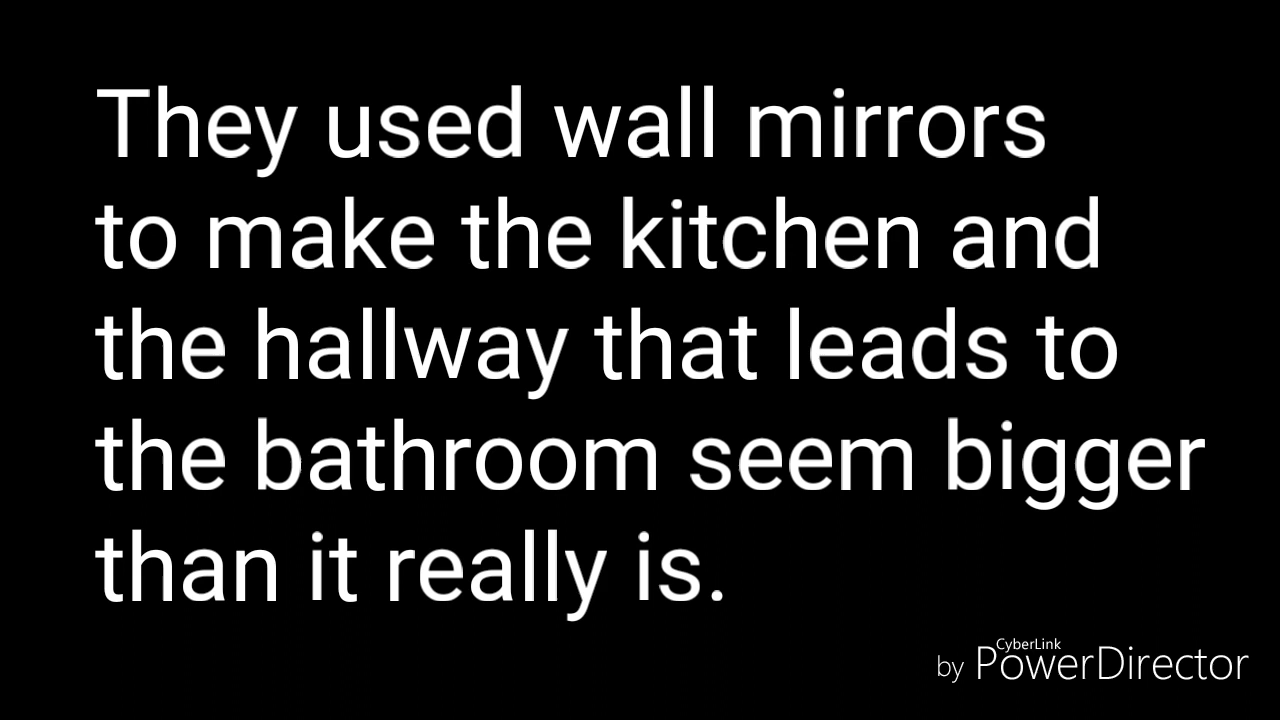 They used wall mirrors
to make the kitchen and
the hallway that leads to
the bathroom seem bigger
than it really is.
CyberLink
by PowerDirector